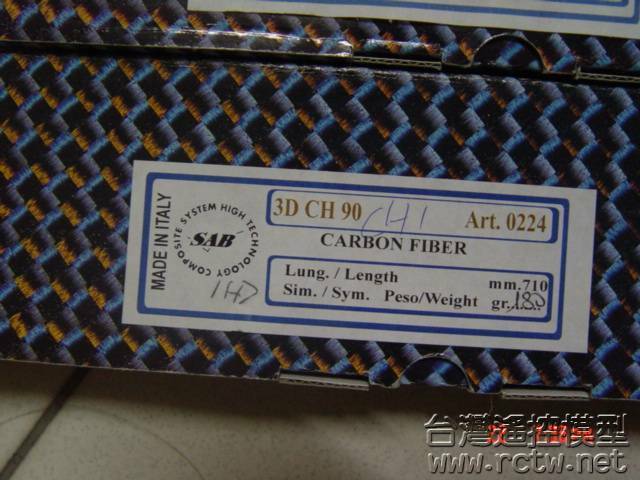 MADE IN ITALY
COMPOSITE SYSTEM HIGH TECHNOLOGY
SAB
3D CH 90 CH1
Art. 0224
CARBON FIBER
Lung. / Length mm.710
Sim. / Sym. Peso/Weight gr.180
台灣遙控模型
www.rctw.net